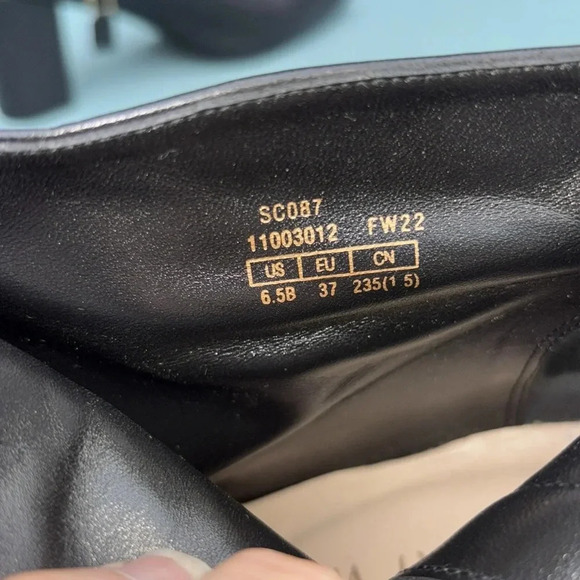 SC087
11003012 FW22
US EU CN
6.5B 37 235(1 5)